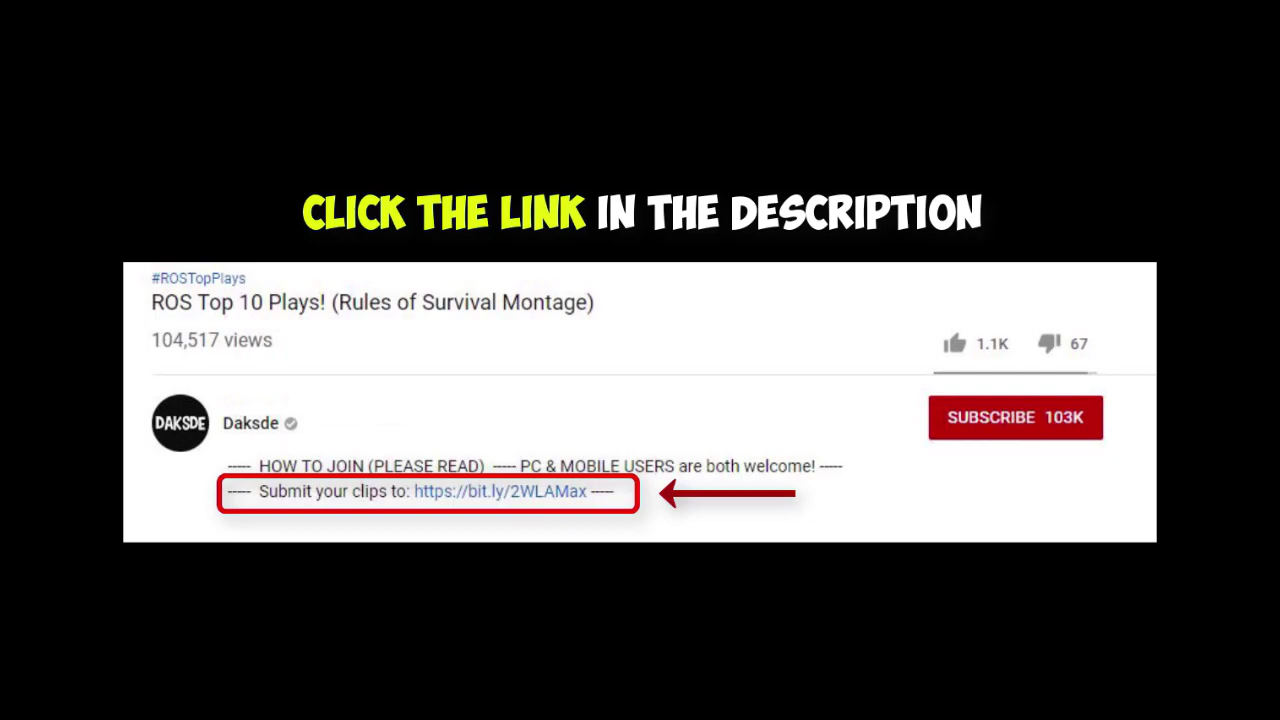 CLICK THE LINK IN THE DESCRIPTION
#ROSTopPlays
ROS Top 10 Plays! (Rules of Survival Montage)
104,517 views
1.1K 67
DAKSDE
Daksde
SUBSCRIBE 103K
----- HOW TO JOIN (PLEASE READ) ----- PC & MOBILE USERS are both welcome! -----
----- Submit your clips to: https://bit.ly/2WLAMax -----